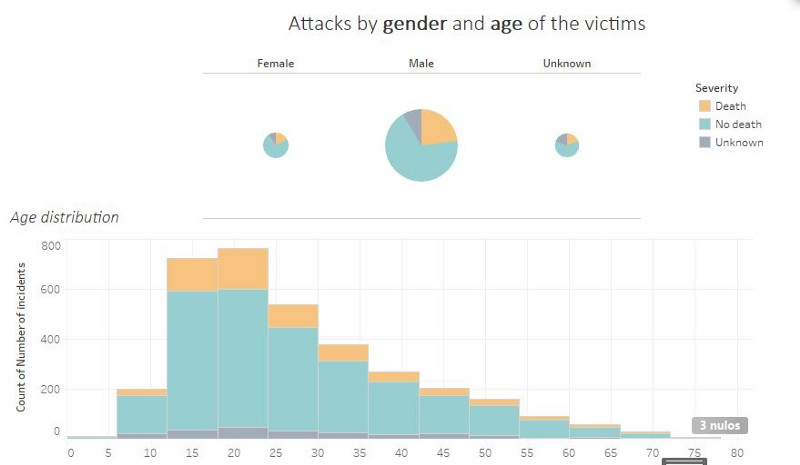 Attacks by gender and age of the victims
Female Male Unknown
Severity
Death
No death
Unknown
Age distribution
Count of Number of Incidents
800
600
400
200
0
3 nulos
0 5 10 15 20 25 30 35 40 45 50 55 60 65 70 75 80